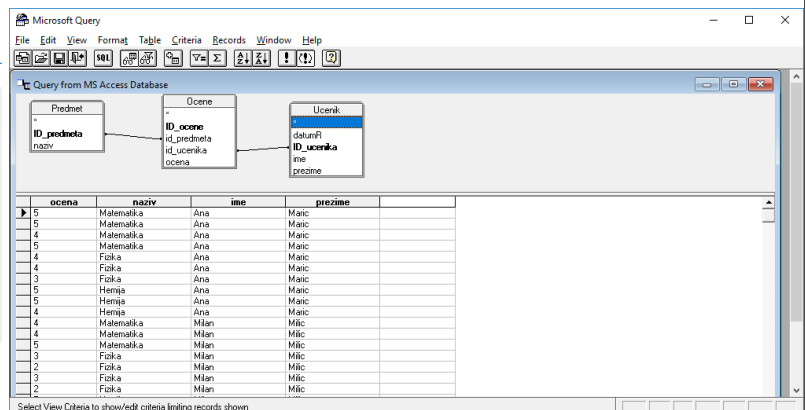 Microsoft Query
File Edit View Format Table Criteria Records Window Help
SQL
Query from MS Access Database
Predmet
*
ID_predmeta
naziv
Ocene
*
ID_ocene
id_predmeta
id_ucenika
ocena
Ucenik
*
datumR
ID_ucenika
ime
prezime
ocena naziv ime prezime
5 Matematika Ana Maric
5 Matematika Ana Maric
4 Matematika Ana Maric
5 Matematika Ana Maric
4 Fizika Ana Maric
4 Fizika Ana Maric
3 Fizika Ana Maric
5 Hemija Ana Maric
5 Hemija Ana Maric
4 Hemija Ana Maric
4 Matematika Milan Milic
4 Matematika Milan Milic
5 Matematika Milan Milic
3 Fizika Milan Milic
2 Fizika Milan Milic
3 Fizika Milan Milic
2 Fizika Milan Milic
Select View Criteria to show/edit criteria limiting records shown